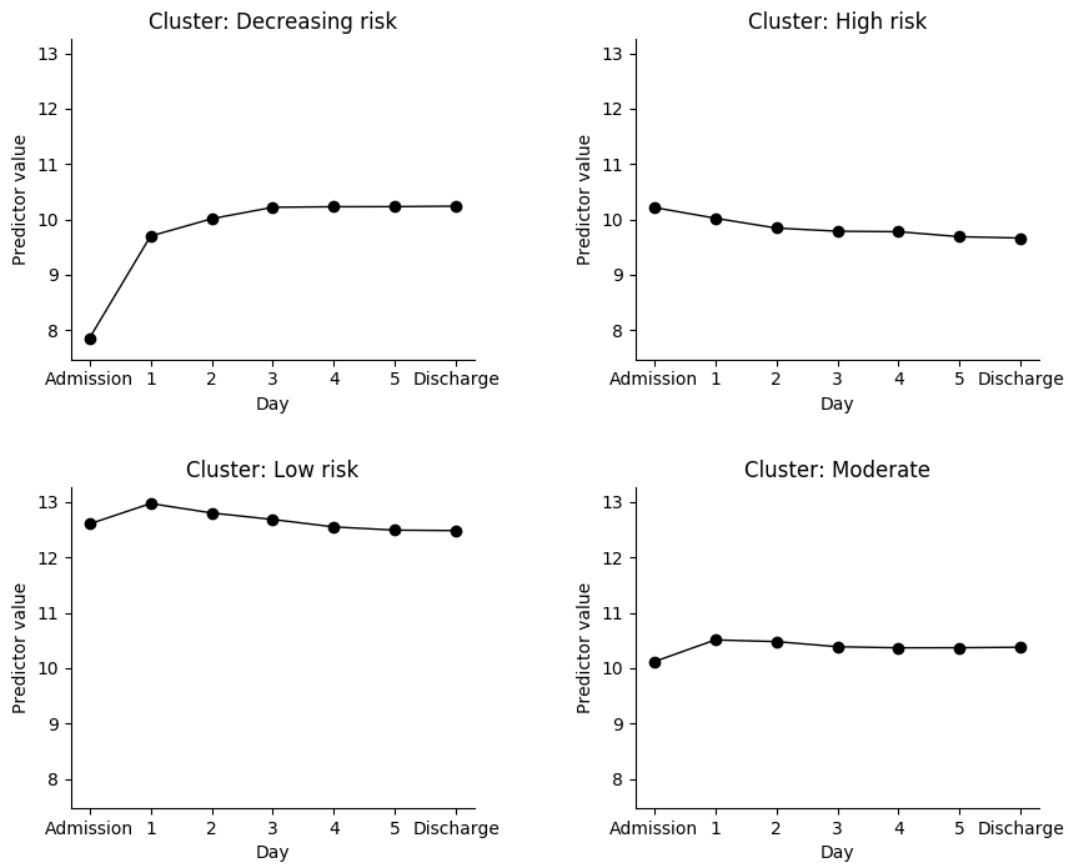 Cluster: Decreasing risk
13
12
11
10
9
8
Predictor value
Admission 1 2 3 4 5 Discharge
Day
Cluster: High risk
13
12
11
10
9
8
Predictor value
Admission 1 2 3 4 5 Discharge
Day
Cluster: Low risk
13
12
11
10
9
8
Predictor value
Admission 1 2 3 4 5 Discharge
Day
Cluster: Moderate
13
12
11
10
9
8
Predictor value
Admission 1 2 3 4 5 Discharge
Day